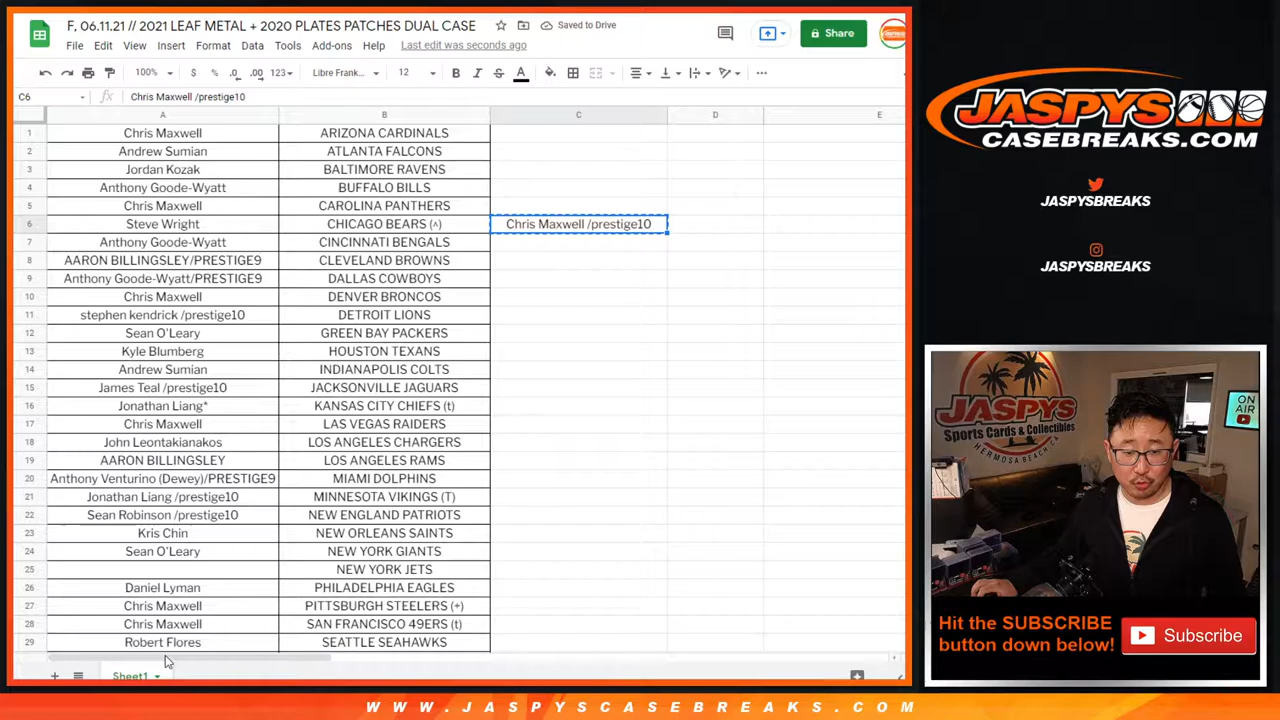 F, 06.11.21 // 2021 LEAF METAL + 2020 PLATES PATCHES DUAL CASE
Saved to Drive
File Edit View Insert Format Data Tools Add-ons Help Last edit was seconds ago
Share
100% $ % .0 .00 123 Libre Frank... 12 B I S A
C6 fx Chris Maxwell /prestige10
A B C D E
1 Chris Maxwell ARIZONA CARDINALS
2 Andrew Sumian ATLANTA FALCONS
3 Jordan Kozak BALTIMORE RAVENS
4 Anthony Goode-Wyatt BUFFALO BILLS
5 Chris Maxwell CAROLINA PANTHERS
6 Steve Wright CHICAGO BEARS (^) Chris Maxwell /prestige10
7 Anthony Goode-Wyatt CINCINNATI BENGALS
8 AARON BILLINGSLEY/PRESTIGE9 CLEVELAND BROWNS
9 Anthony Goode-Wyatt/PRESTIGE9 DALLAS COWBOYS
10 Chris Maxwell DENVER BRONCOS
11 stephen kendrick /prestige10 DETROIT LIONS
12 Sean O'Leary GREEN BAY PACKERS
13 Kyle Blumberg HOUSTON TEXANS
14 Andrew Sumian INDIANAPOLIS COLTS
15 James Teal /prestige10 JACKSONVILLE JAGUARS
16 Jonathan Liang* KANSAS CITY CHIEFS (t)
17 Chris Maxwell LAS VEGAS RAIDERS
18 John Leontakianakos LOS ANGELES CHARGERS
19 AARON BILLINGSLEY LOS ANGELES RAMS
20 Anthony Venturino (Dewey)/PRESTIGE9 MIAMI DOLPHINS
21 Jonathan Liang /prestige10 MINNESOTA VIKINGS (T)
22 Sean Robinson /prestige10 NEW ENGLAND PATRIOTS
23 Kris Chin NEW ORLEANS SAINTS
24 Sean O'Leary NEW YORK GIANTS
25 NEW YORK JETS
26 Daniel Lyman PHILADELPHIA EAGLES
27 Chris Maxwell PITTSBURGH STEELERS (+)
28 Chris Maxwell SAN FRANCISCO 49ERS (t)
29 Robert Flores SEATTLE SEAHAWKS
Sheet1
JASPYS
CASEBREAKS.COM
JASPYSBREAKS
JASPYSBREAKS
JASPYS
Sports Cards & Collectibles
HERMOSA BEACH, CA
ON
AIR
Hit the SUBSCRIBE
button down below!
Subscribe
WWW.JASPYSCASEBREAKS.COM